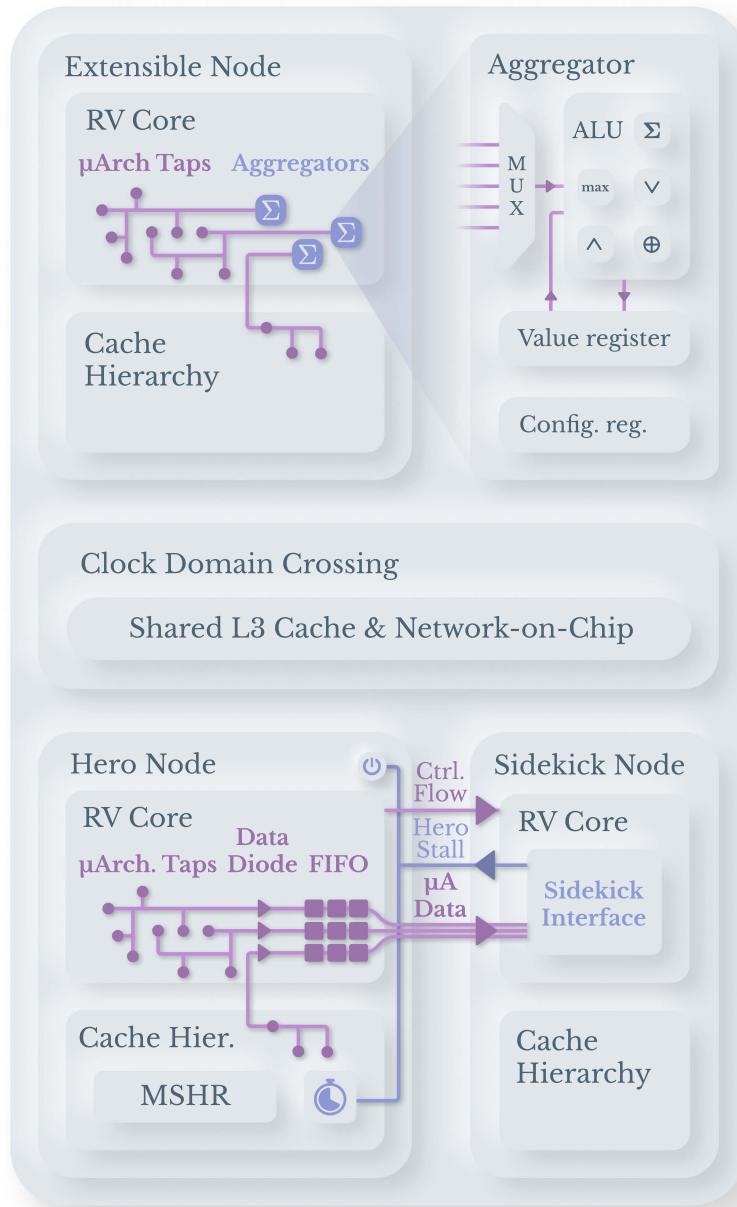 Extensible Node
RV Core
μArch Taps
Aggregators
Σ
Σ
Σ
Cache
Hierarchy
Aggregator
M
U
X
ALU
Σ
max
∨
∧
⊕
Value register
Config. reg.
Clock Domain Crossing
Shared L3 Cache & Network-on-Chip
Hero Node
RV Core
μArch. Taps
Data
Diode
FIFO
Cache Hier.
MSHR
Ctrl.
Flow
Hero
Stall
μA
Data
Sidekick Node
RV Core
Sidekick
Interface
Cache
Hierarchy